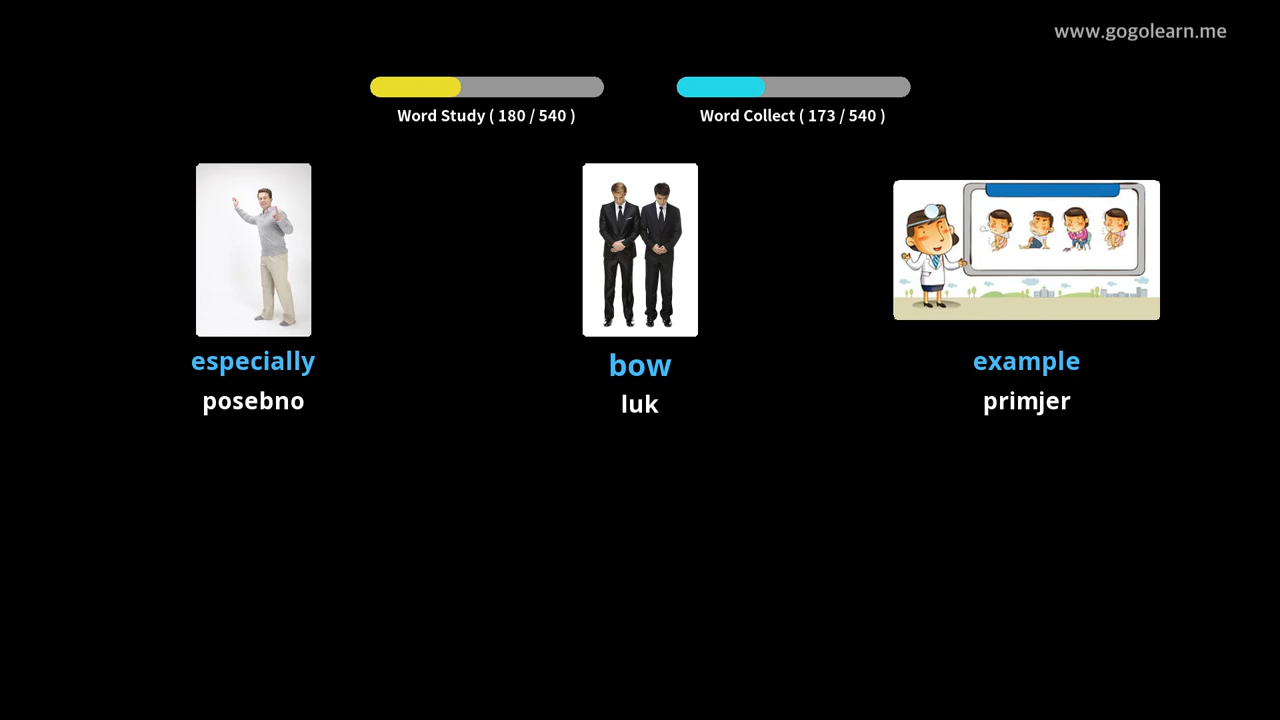 www.gogolearn.me
Word Study ( 180 / 540 )
Word Collect ( 173 / 540 )
especially
bow
example
posebno
luk
primjer